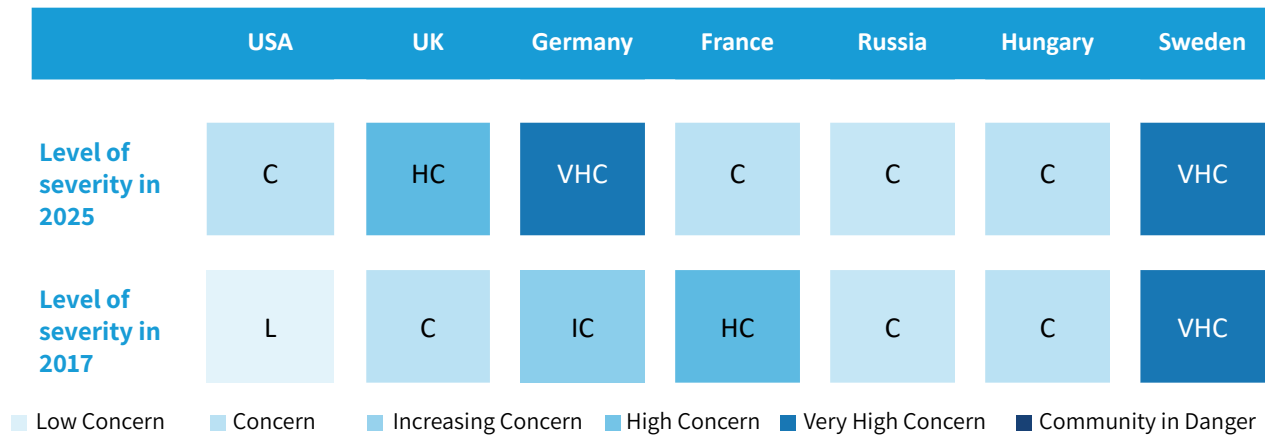 USA UK Germany France Russia Hungary Sweden
Level of
severity in
2025
C HC VHC C C C VHC
Level of
severity in
2017
L C IC HC C C VHC
Low Concern Concern Increasing Concern High Concern Very High Concern Community in Danger